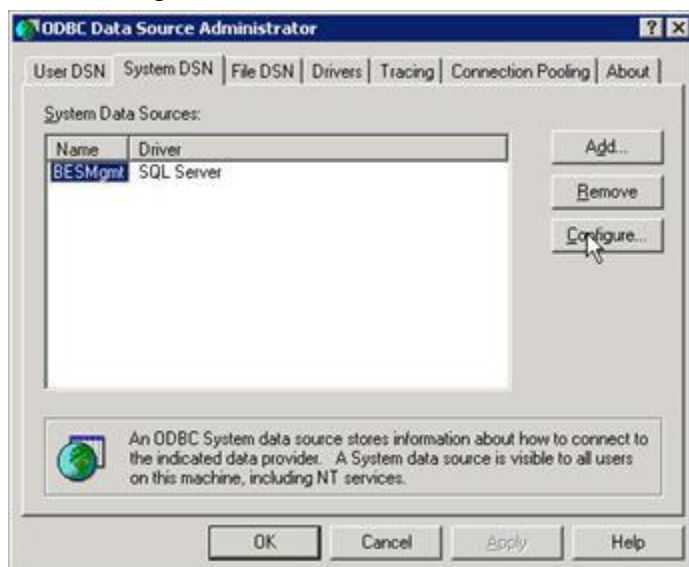 ODBC Data Source Administrator
User DSN System DSN File DSN Drivers Tracing Connection Pooling About
System Data Sources:
Name Driver
BESMgmt SQL Server
Add...
Remove
Configure...
An ODBC System data source stores information about how to connect to
the indicated data provider. A System data source is visible to all users
on this machine, including NT services.
OK Cancel Apply Help